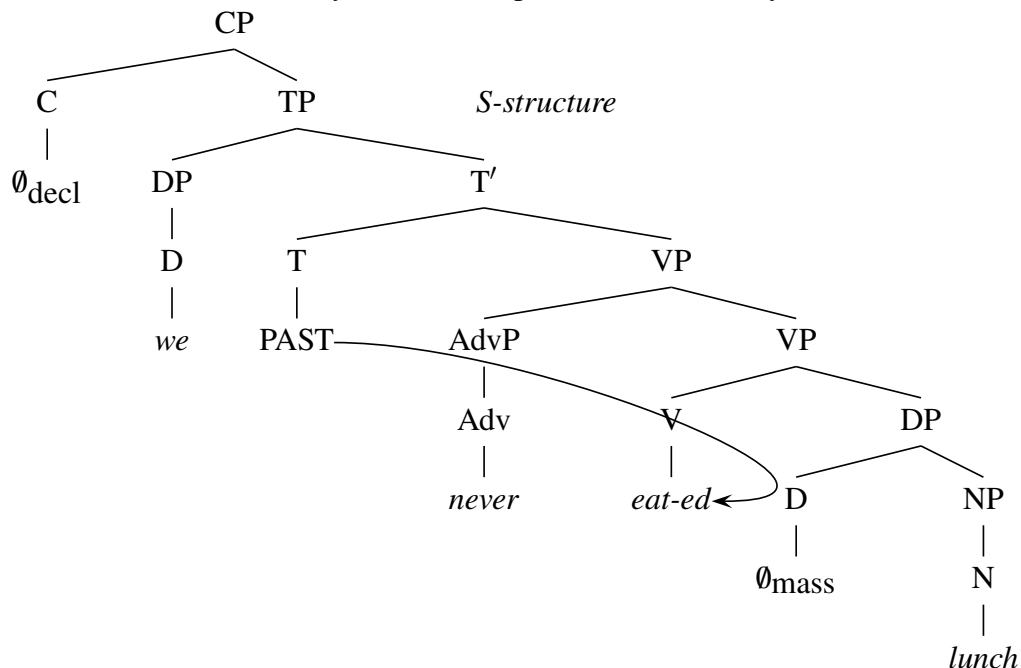 CP
C TP S-structure
∅decl DP T′
D T VP
we PAST AdvP VP
Adv V DP
never eat-ed D NP
∅mass N
lunch